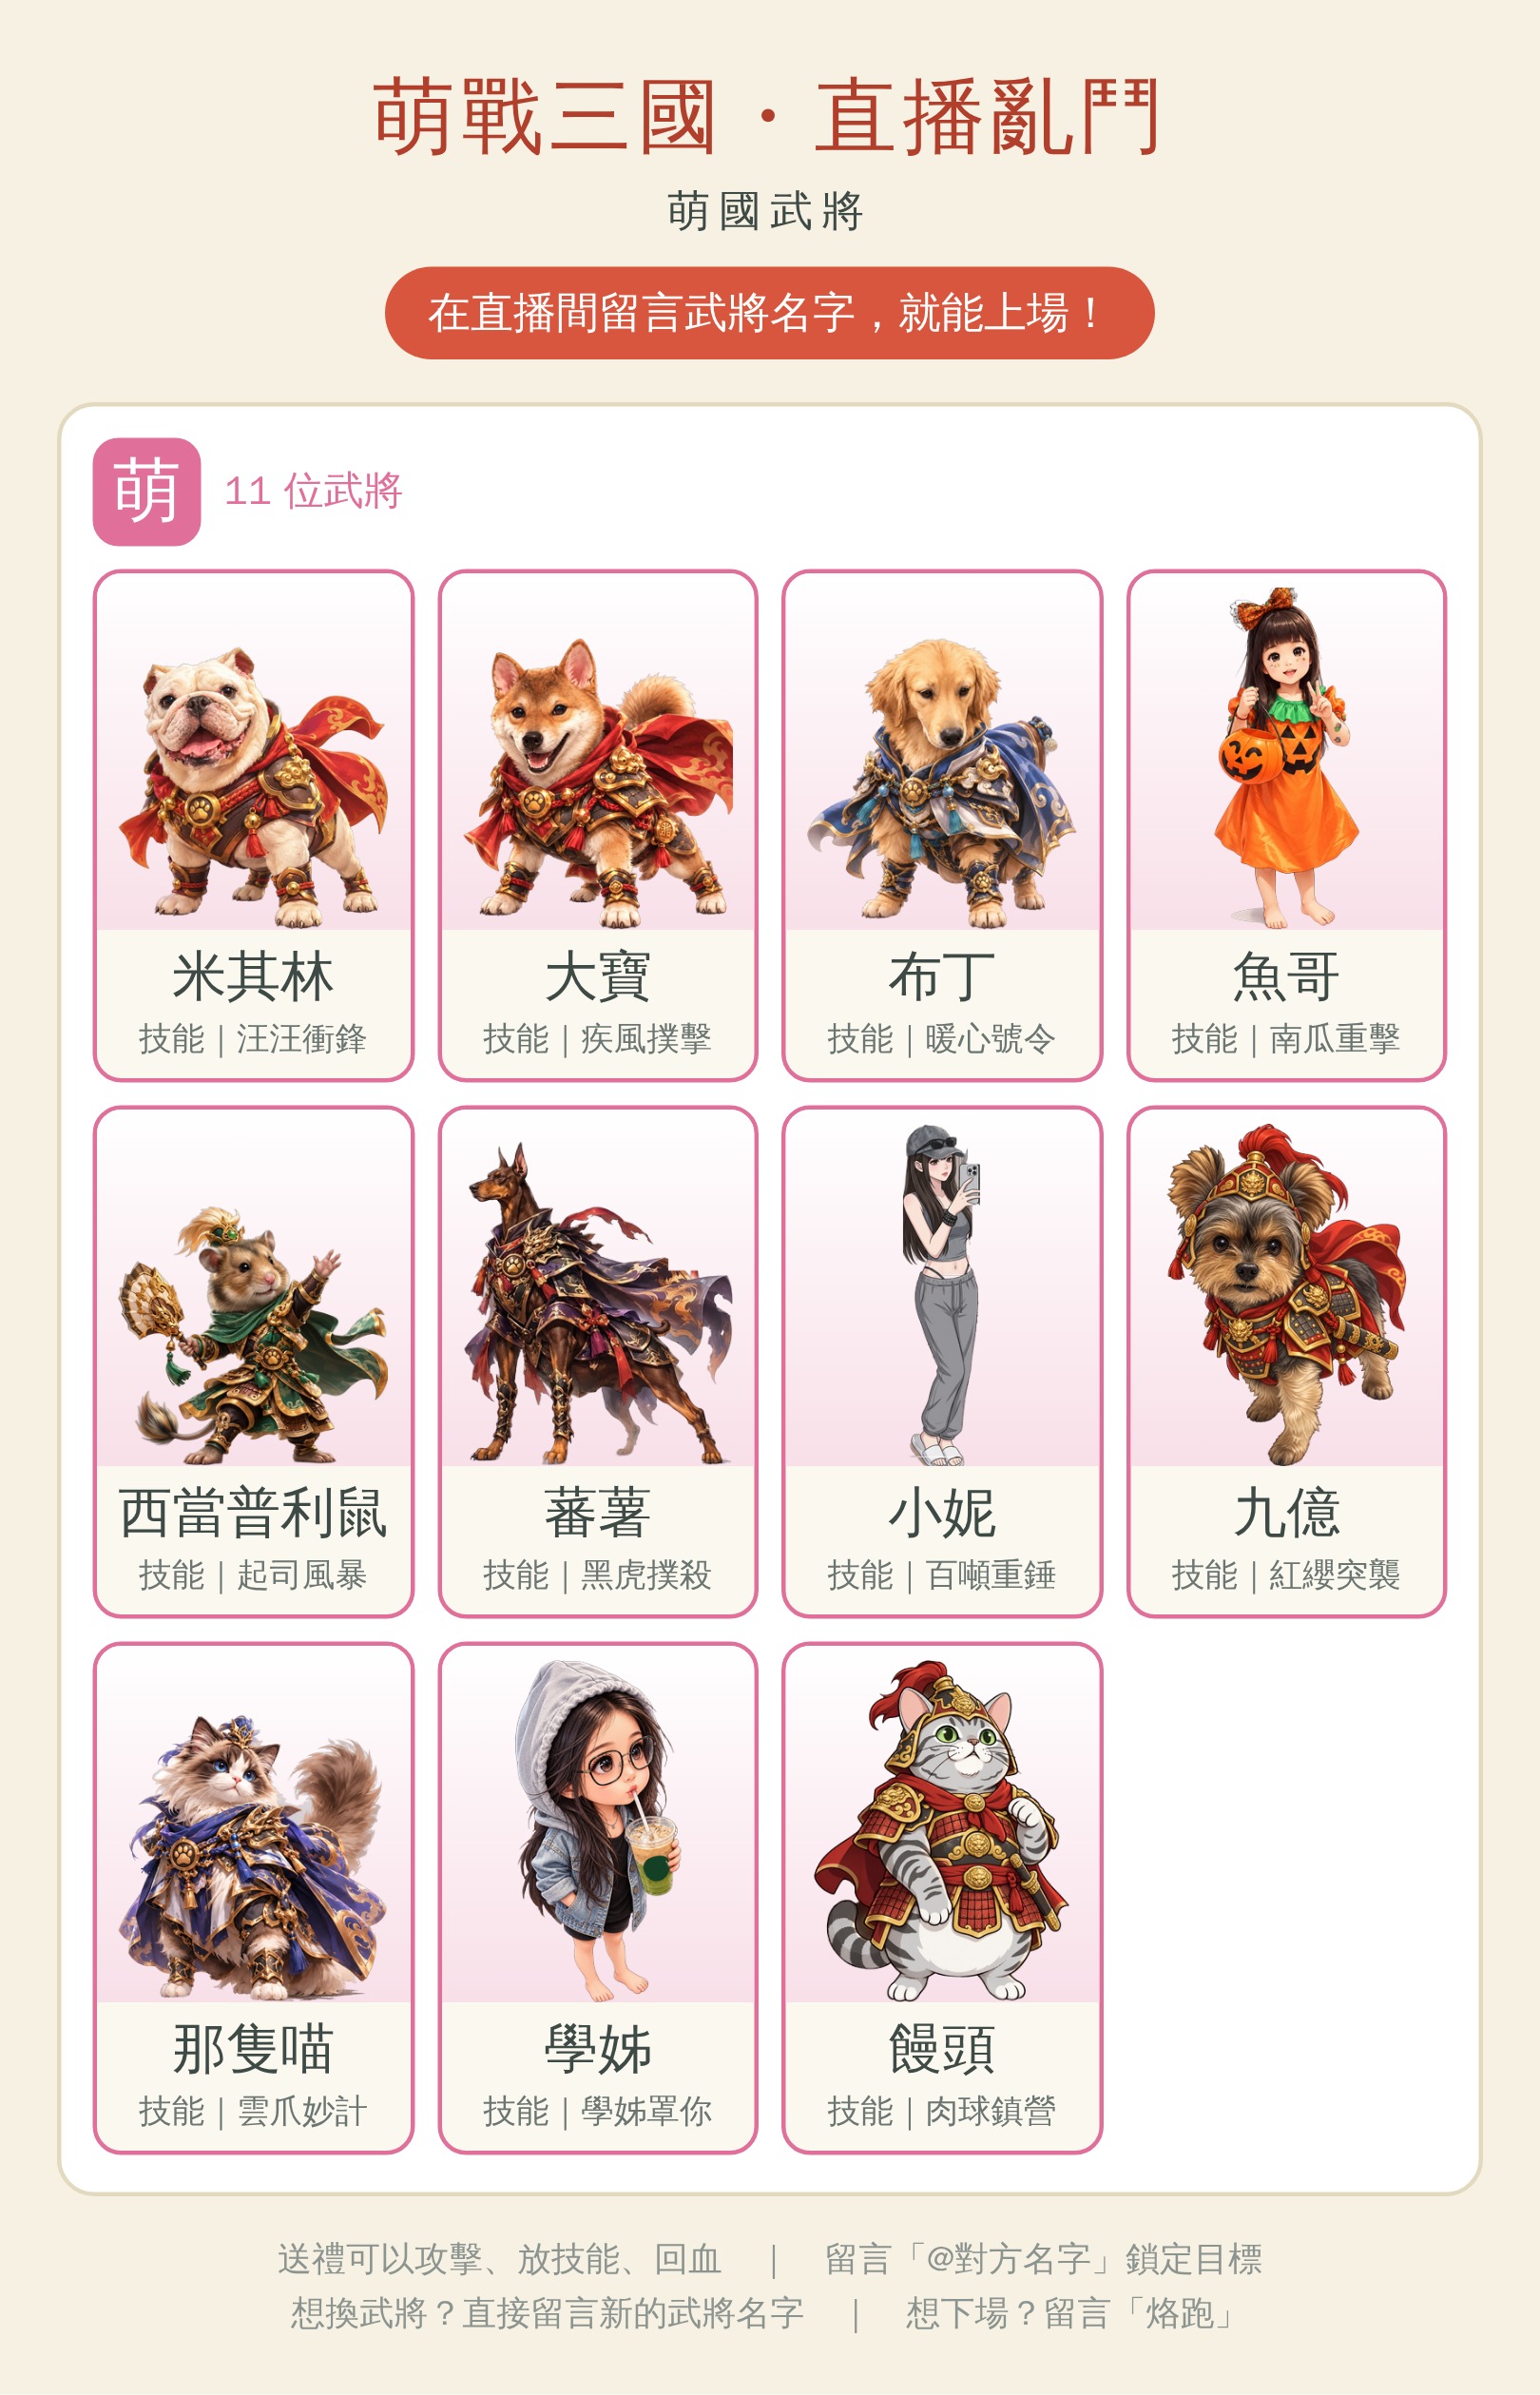 萌戰三國・直播亂鬥
萌國武將
在直播間留言武將名字，就能上場！
萌 11 位武將
米其林 大寶 布丁 魚哥
技能｜汪汪衝鋒 技能｜疾風撲擊 技能｜暖心號令 技能｜南瓜重擊
西當普利鼠 蕃薯 小妮 九億
技能｜起司風暴 技能｜黑虎撲殺 技能｜百噸重錘 技能｜紅纓突襲
那隻喵 學姊 饅頭
技能｜雲爪妙計 技能｜學姊罩你 技能｜肉球鎮營
送禮可以攻擊、放技能、回血 ｜ 留言「@對方名字」鎖定目標
想換武將？直接留言新的武將名字 ｜ 想下場？留言「烙跑」